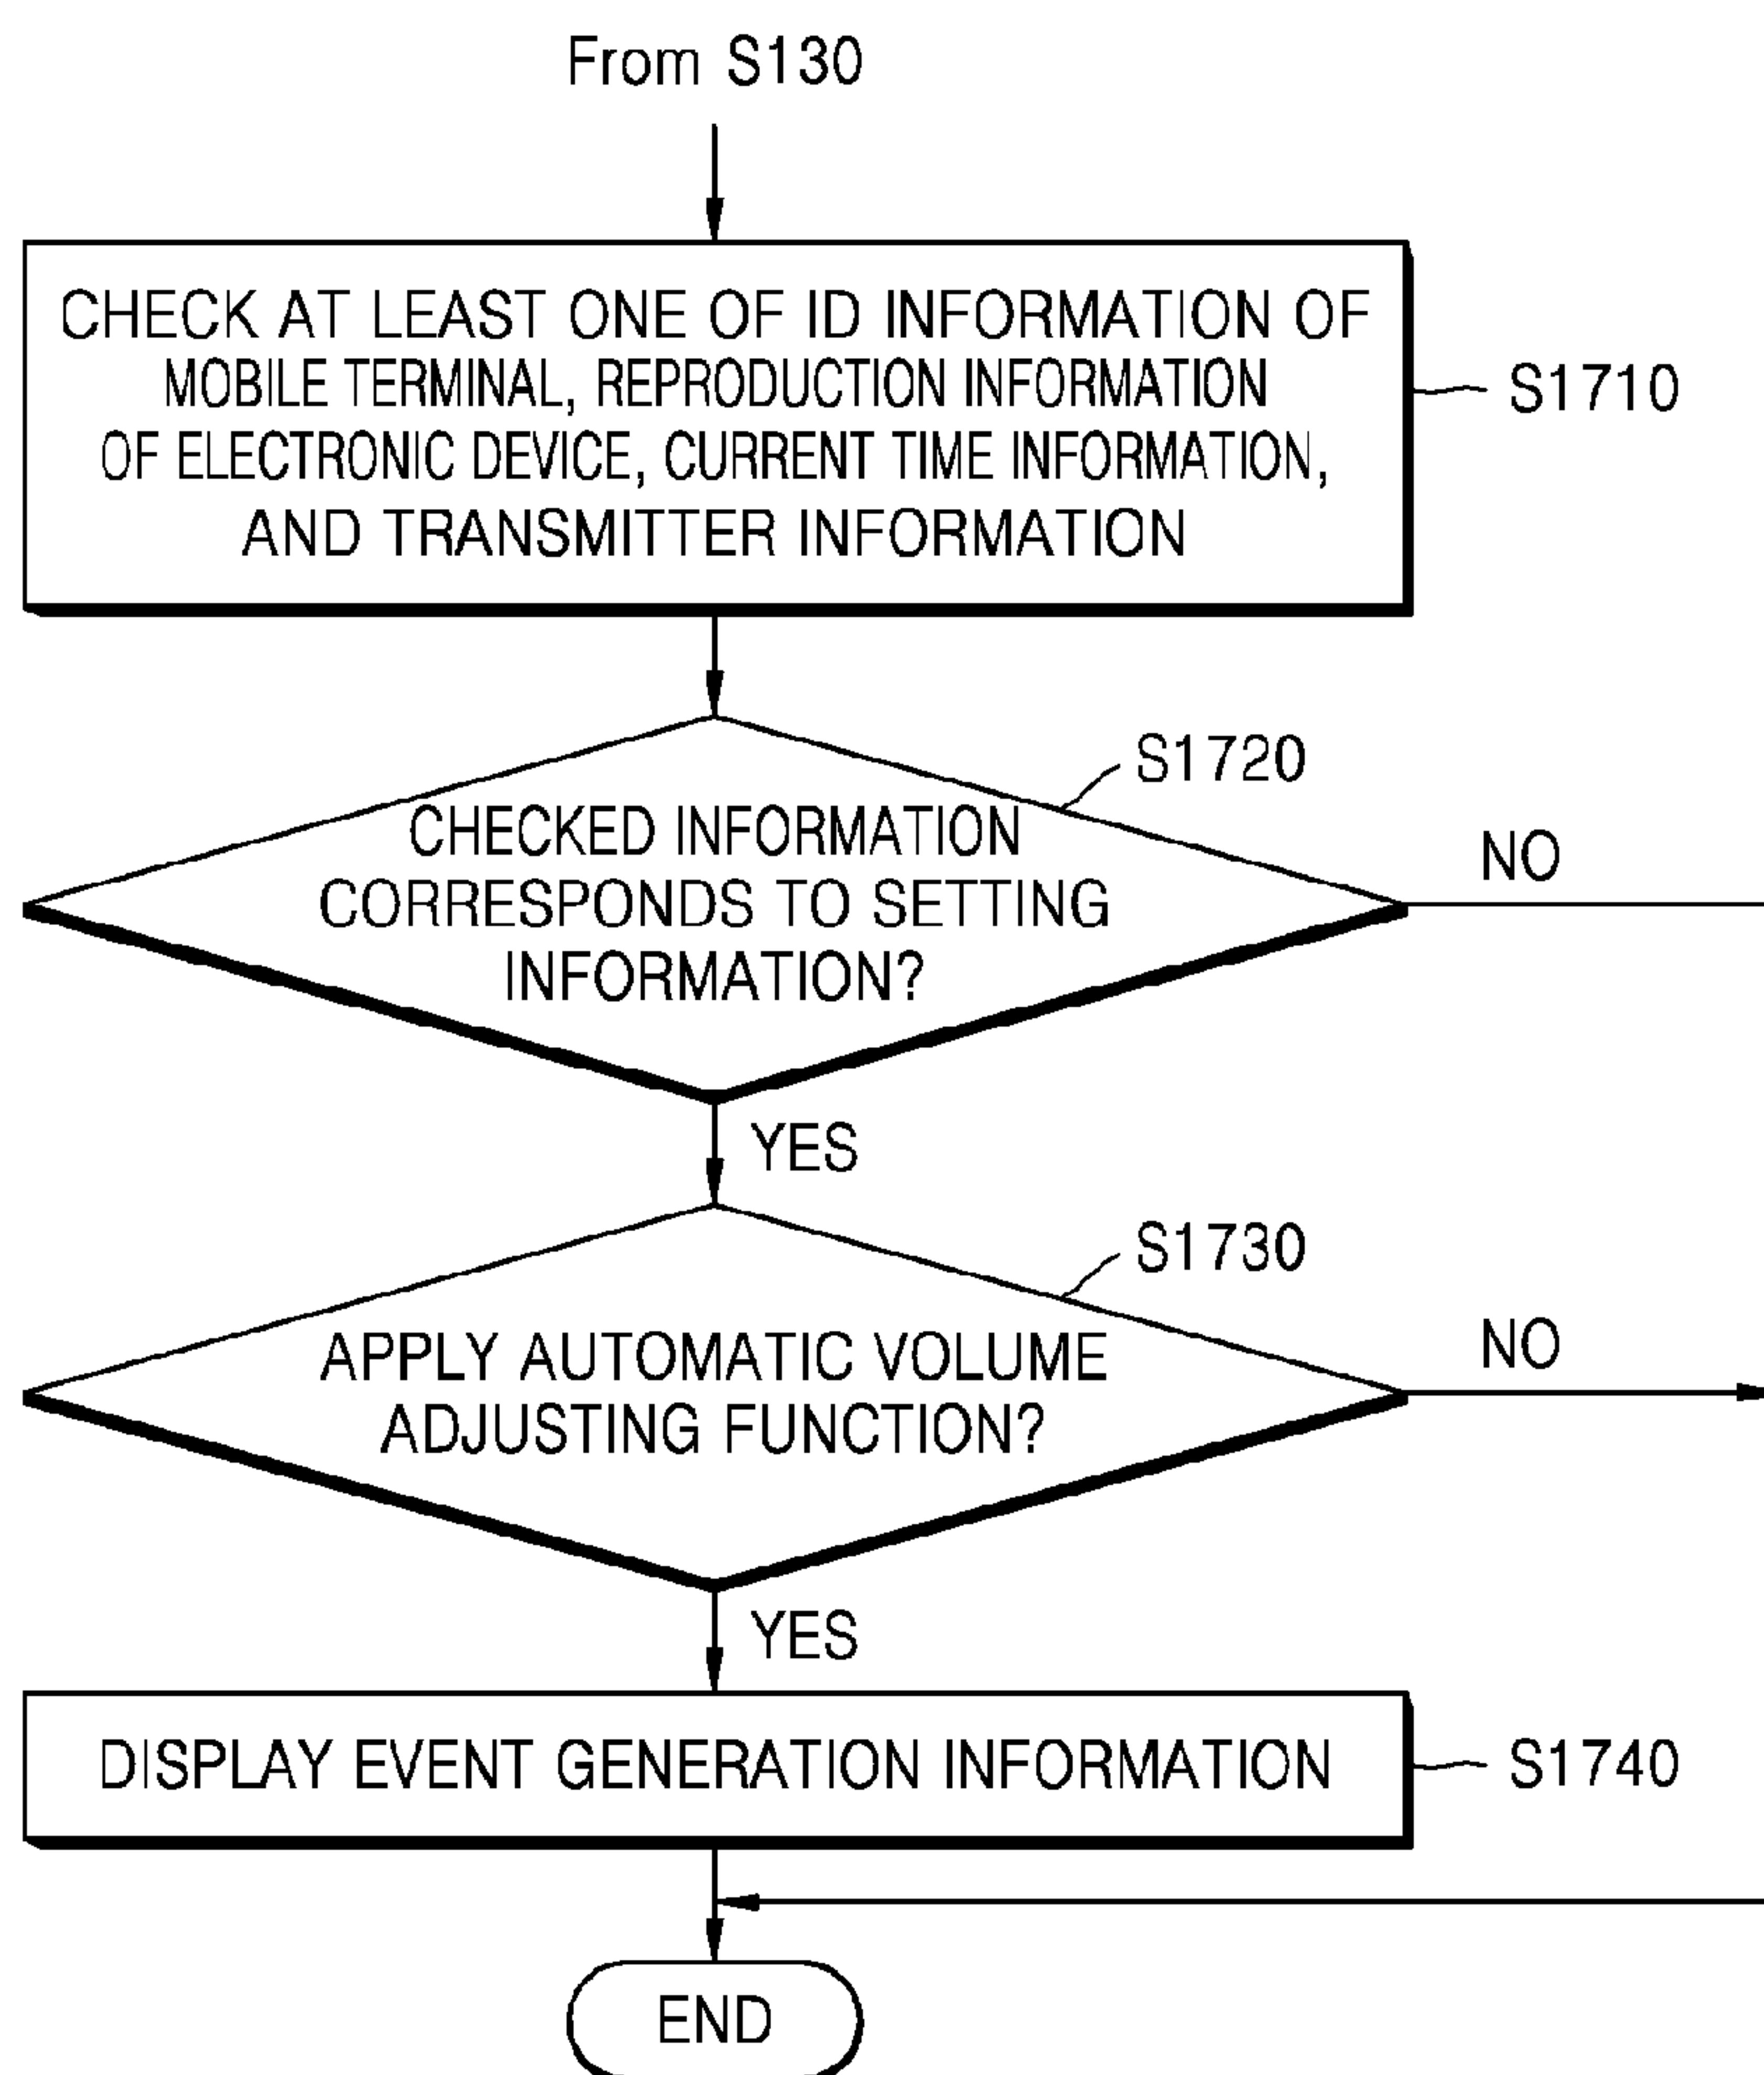 From S130
CHECK AT LEAST ONE OF ID INFORMATION OF
MOBILE TERMINAL, REPRODUCTION INFORMATION
OF ELECTRONIC DEVICE, CURRENT TIME INFORMATION,
AND TRANSMITTER INFORMATION
S1710
S1720
CHECKED INFORMATION
CORRESPONDS TO SETTING
INFORMATION?
NO
YES
S1730
APPLY AUTOMATIC VOLUME
ADJUSTING FUNCTION?
NO
YES
DISPLAY EVENT GENERATION INFORMATION
S1740
END